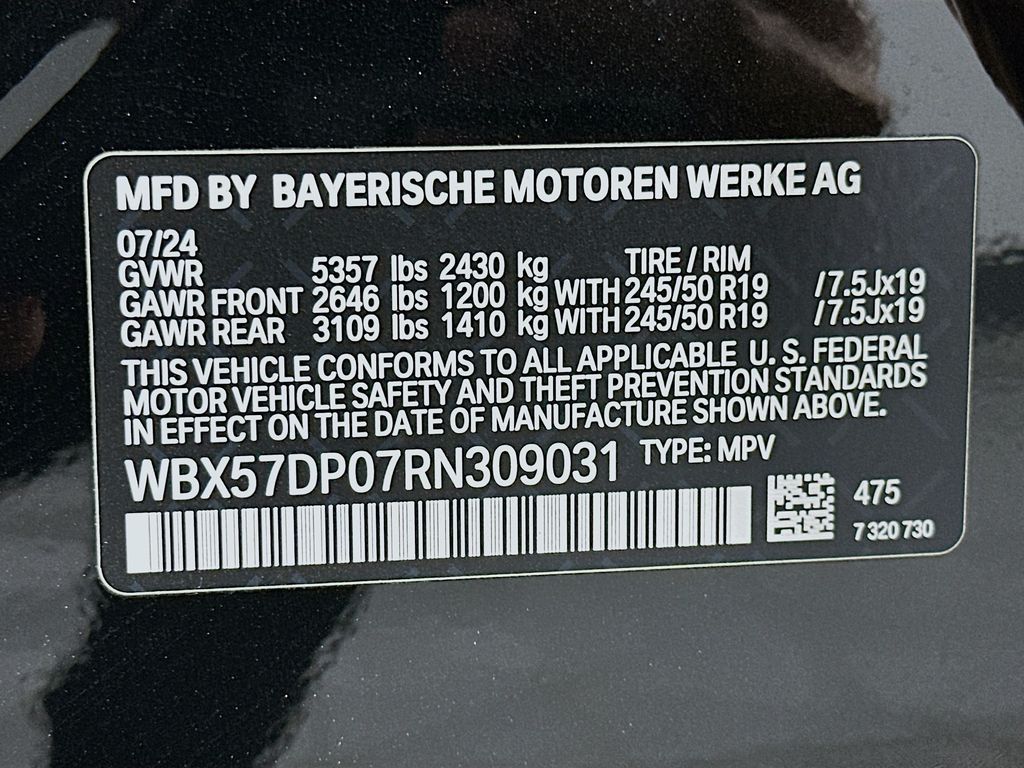 MFD BY BAYERISCHE MOTOREN WERKE AG
07/24 TIRE / RIM
GVWR 5357 lbs 2430 kg
GAWR FRONT 2646 lbs 1200 kg WITH 245/50 R19 /7.5Jx19
GAWR REAR 3109 lbs 1410 kg WITH 245/50 R19 /7.5Jx19
THIS VEHICLE CONFORMS TO ALL APPLICABLE U. S. FEDERAL
MOTOR VEHICLE SAFETY AND THEFT PREVENTION STANDARDS
IN EFFECT ON THE DATE OF MANUFACTURE SHOWN ABOVE.
WBX57DP07RN309031 TYPE: MPV
475
7 320 730